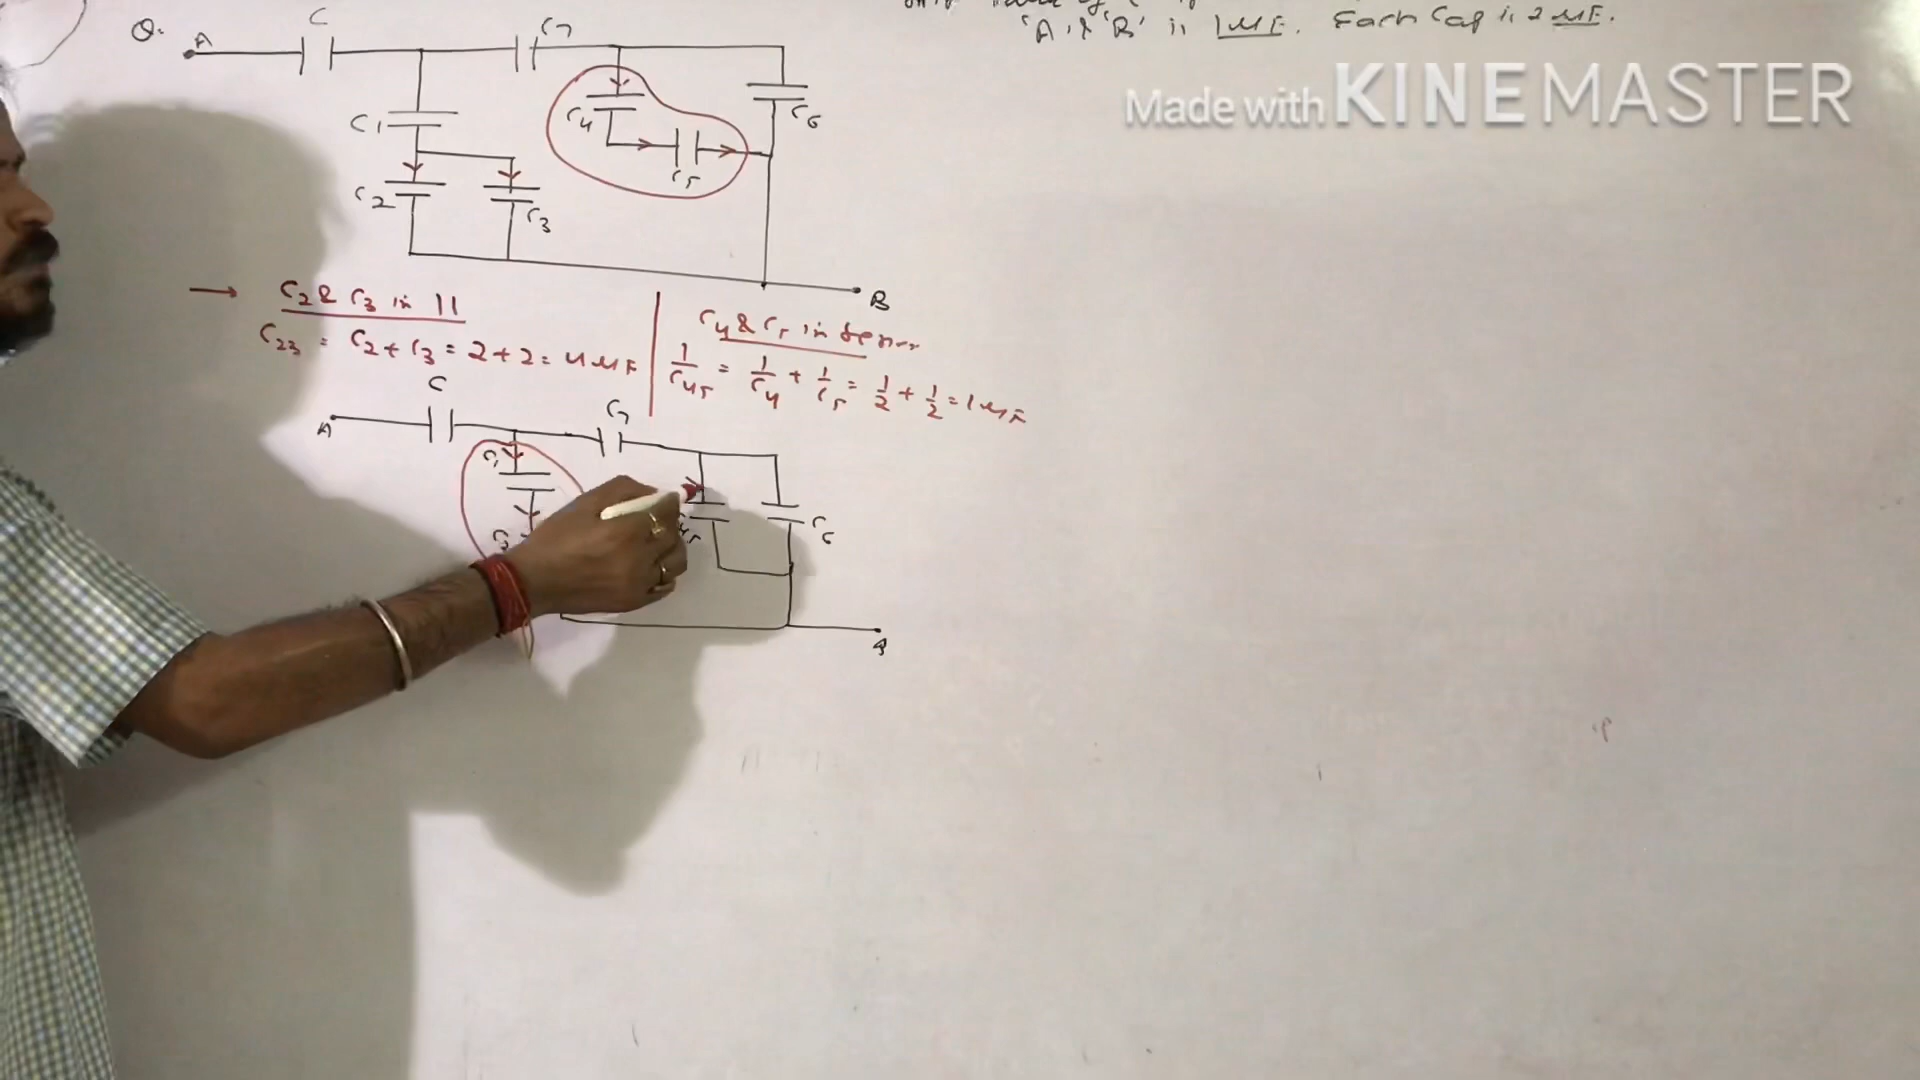 'A' & 'B' is 1μF. Each Cap is 2μF.
Made with KINEMASTER
Q. A C C7
C1 C4 C6
C2 C3 C5
B
→ C2 & C3 in ||
C23 = C2 + C3 = 2 + 2 = 4μF
C4 & C5 in Series
1/C45 = 1/C4 + 1/C5 = 1/2 + 1/2 = 1μF
C
A C7
C1
C6
B